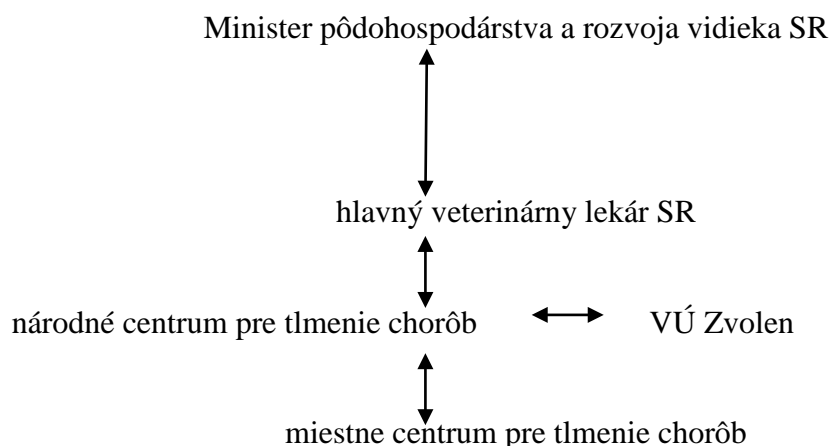 Minister pôdohospodárstva a rozvoja vidieka SR
hlavný veterinárny lekár SR
národné centrum pre tlmenie chorôb VÚ Zvolen
miestne centrum pre tlmenie chorôb